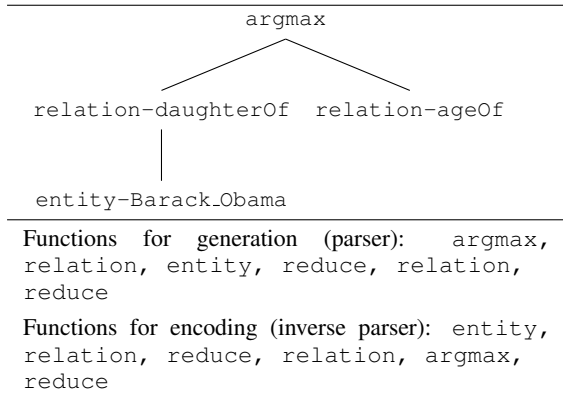 argmax
relation-daughterOf relation-ageOf
entity-Barack_Obama
Functions for generation (parser): argmax,
relation, entity, reduce, relation,
reduce
Functions for encoding (inverse parser): entity,
relation, reduce, relation, argmax,
reduce